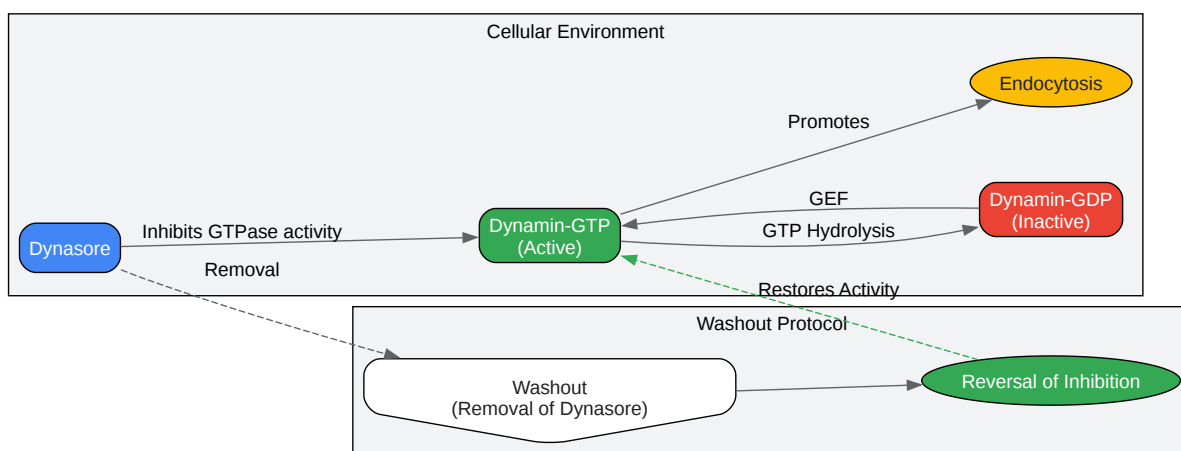 Cellular Environment
Endocytosis
Promotes
Dynamin-GDP
(Inactive)
GEF
Dynamin-GTP
(Active)
GTP Hydrolysis
Inhibits GTPase activity
Dynasore
Removal
Restores Activity
Washout Protocol
Washout
(Removal of Dynasore)
Reversal of Inhibition